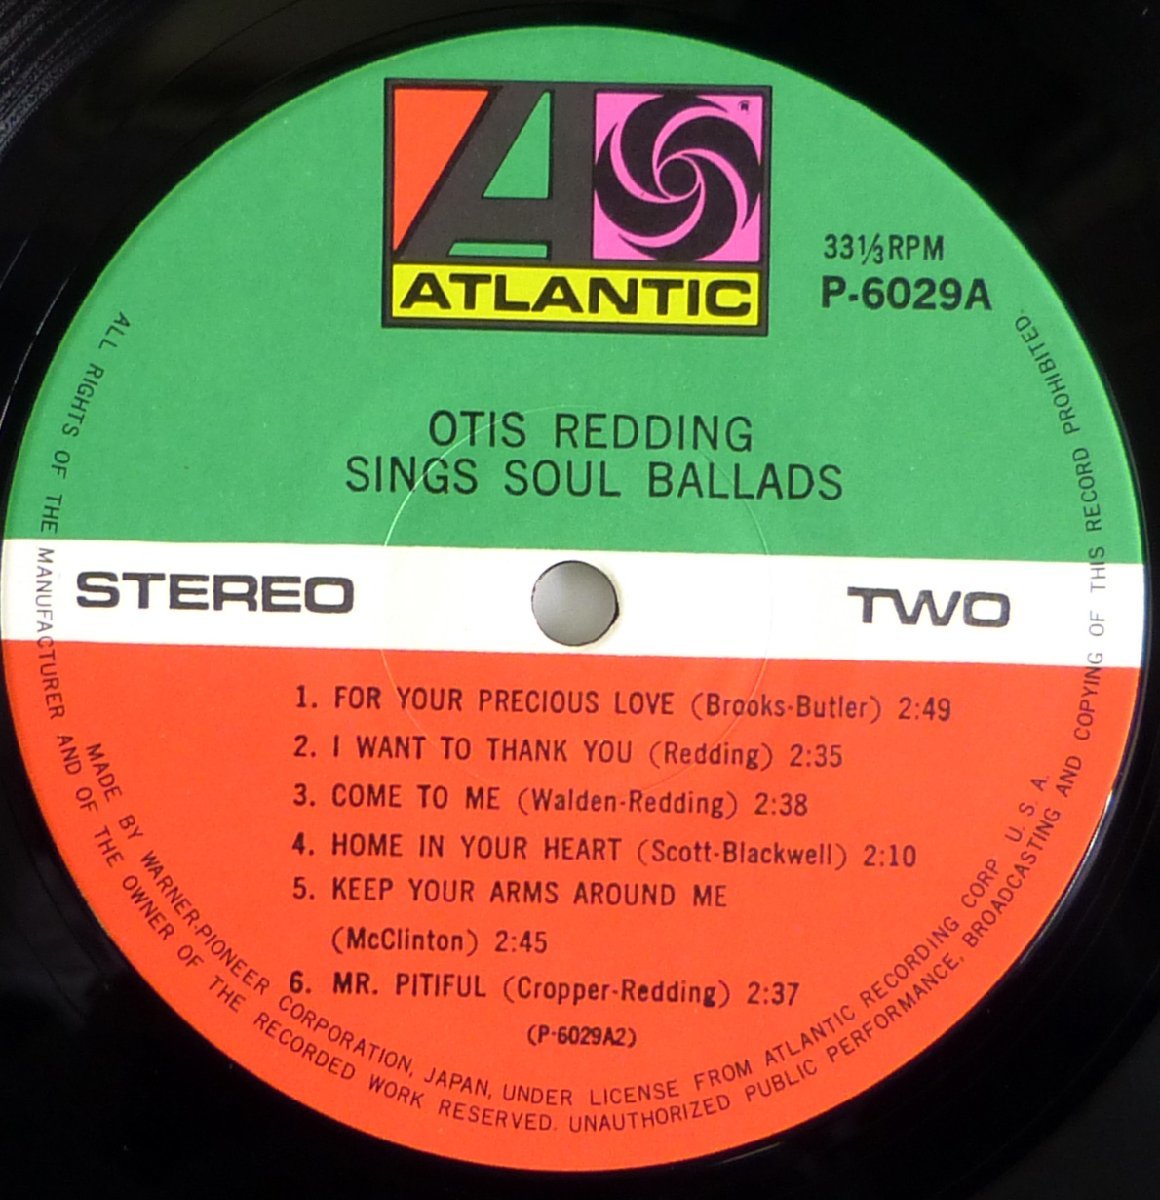 ATLANTIC
33⅓ RPM
P-6029A
OTIS REDDING
SINGS SOUL BALLADS
STEREO
TWO
1. FOR YOUR PRECIOUS LOVE (Brooks-Butler) 2:49
2. I WANT TO THANK YOU (Redding) 2:35
3. COME TO ME (Walden-Redding) 2:38
4. HOME IN YOUR HEART (Scott-Blackwell) 2:10
5. KEEP YOUR ARMS AROUND ME
(McClinton) 2:45
6. MR. PITIFUL (Cropper-Redding) 2:37
(P-6029A2)
MADE BY WARNER-PIONEER CORPORATION, JAPAN, UNDER LICENSE FROM ATLANTIC RECORDING CORP. U. S. A.
ALL RIGHTS OF THE MANUFACTURER AND OF THE OWNER OF THE RECORDED WORK RESERVED. UNAUTHORIZED PUBLIC PERFORMANCE, BROADCASTING AND COPYING OF THIS RECORD PROHIBITED.